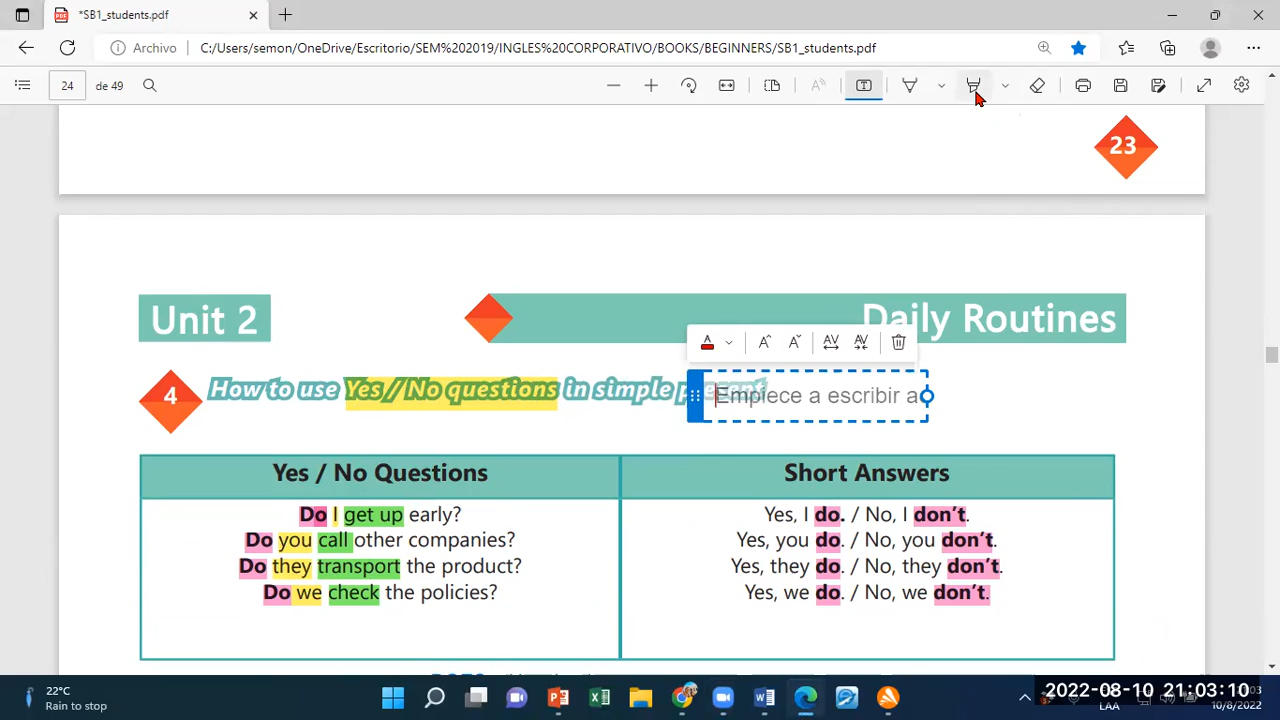 *SB1_students.pdf
Archivo
C:/Users/semon/OneDrive/Escritorio/SEM%202019/INGLES%20CORPORATIVO/BOOKS/BEGINNERS/SB1_students.pdf
24 de 49
23
Unit 2
Daily Routines
4 How to use Yes / No questions in simple present
Empiece a escribir a
Yes / No Questions
Short Answers
Do I get up early?
Yes, I do. / No, I don't.
Do you call other companies?
Yes, you do. / No, you don't.
Do they transport the product?
Yes, they do. / No, they don't.
Do we check the policies?
Yes, we do. / No, we don't.
22°C
Rain to stop
LAA
2022-08-10 21:03:10
10/8/2022